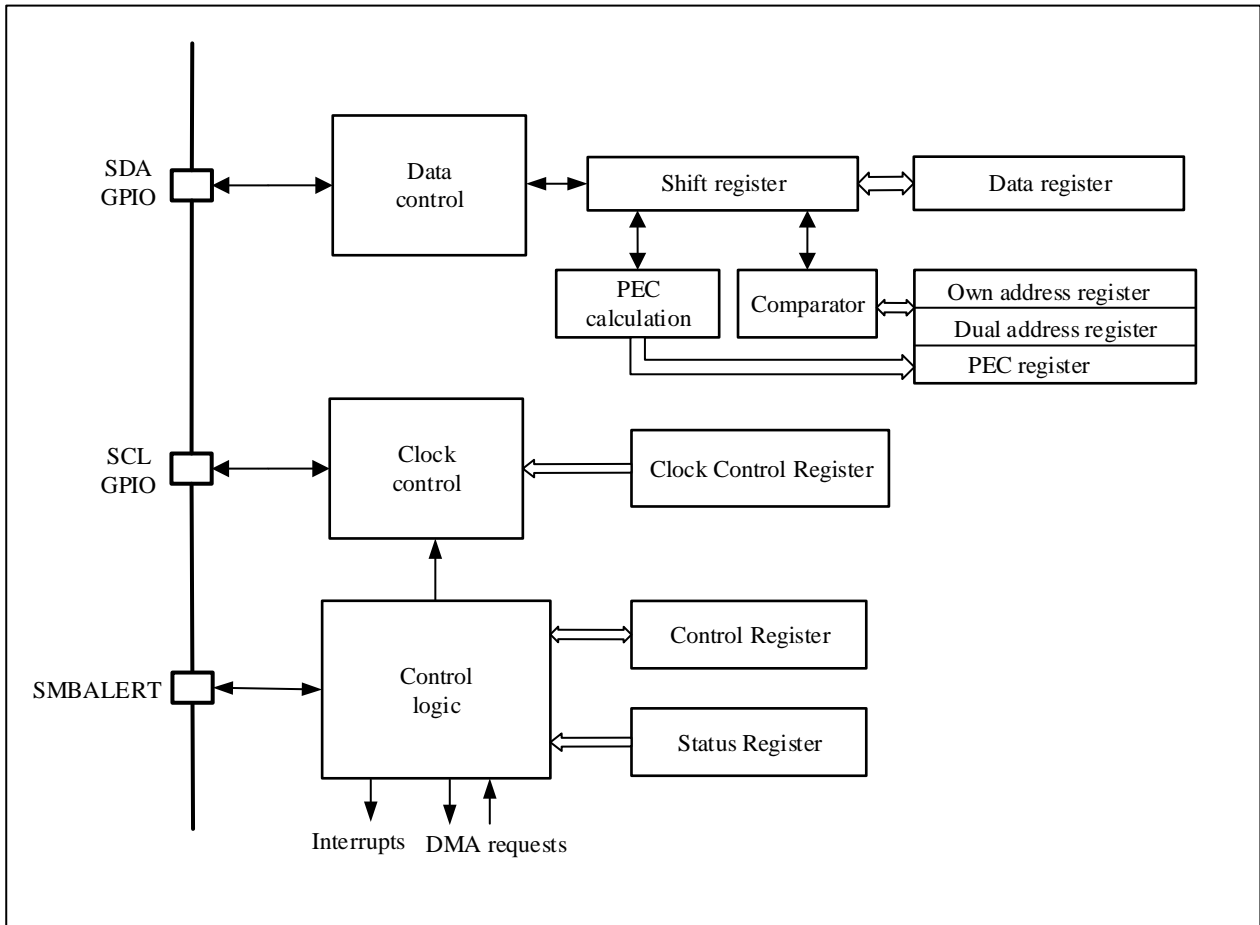 SDA
GPIO
Data
control
Shift register
Data register
PEC
calculation
Comparator
Own address register
Dual address register
PEC register
SCL
GPIO
Clock
control
Clock Control Register
SMBALERT
Control
logic
Control Register
Status Register
Interrupts
DMA requests